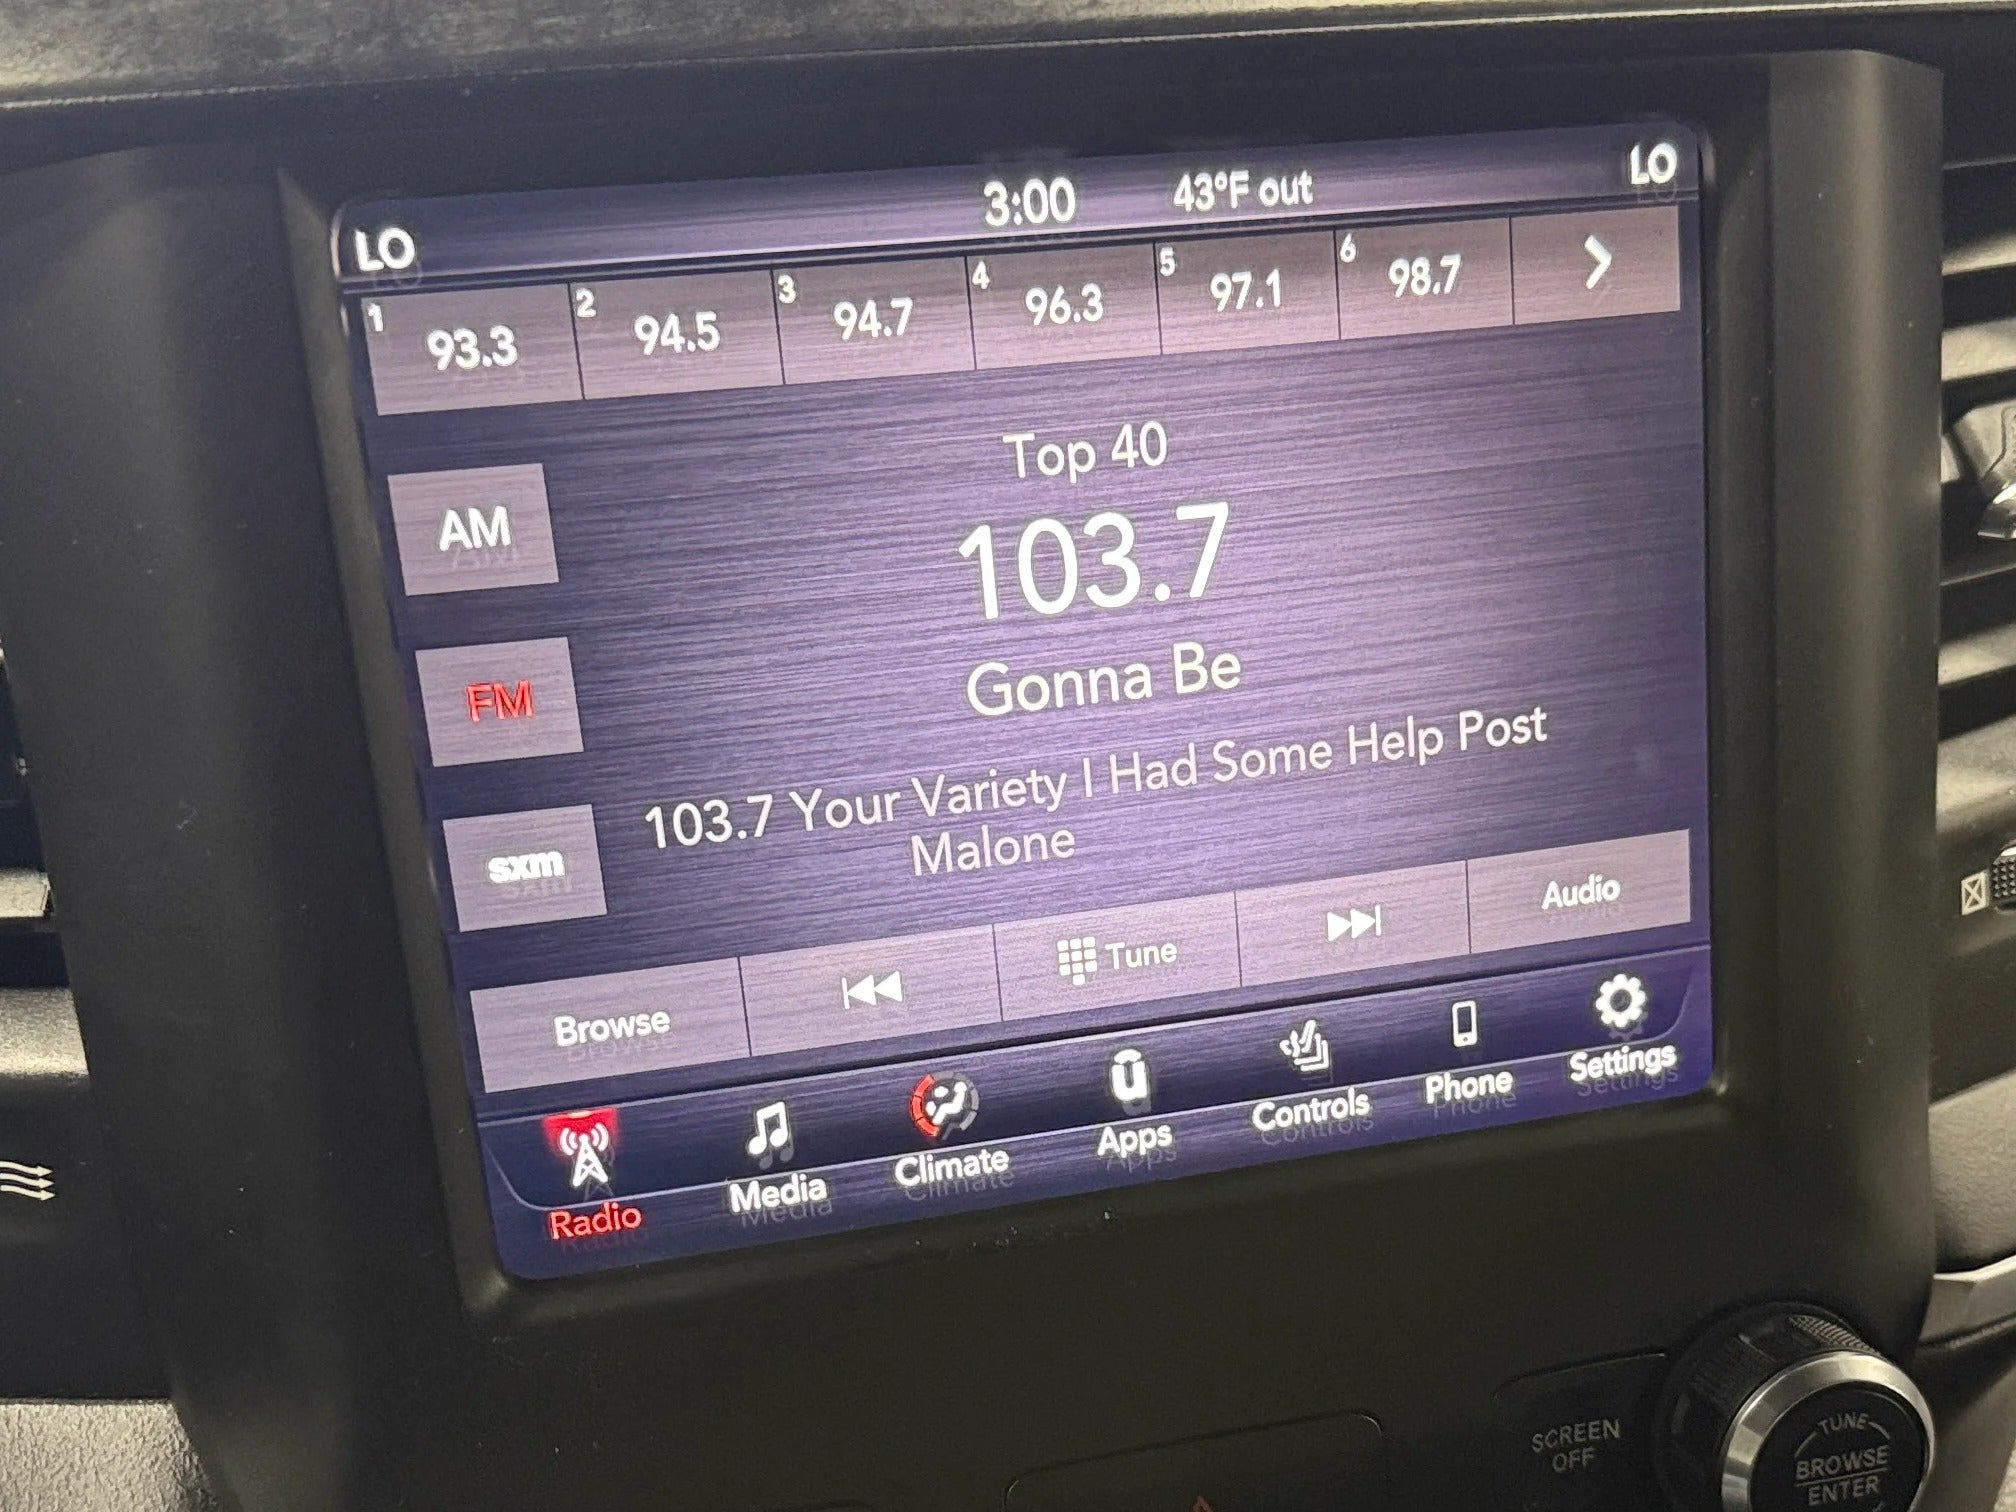 LO 3:00 43°F out LO
1 93.3 2 94.5 3 94.7 4 96.3 5 97.1 6 98.7
Top 40
AM
103.7
FM
Gonna Be
103.7 Your Variety I Had Some Help Post
Malone
sxm
Browse Tune Audio
Radio Media Climate Apps Controls Phone Settings
SCREEN
OFF
TUNE
BROWSE
ENTER